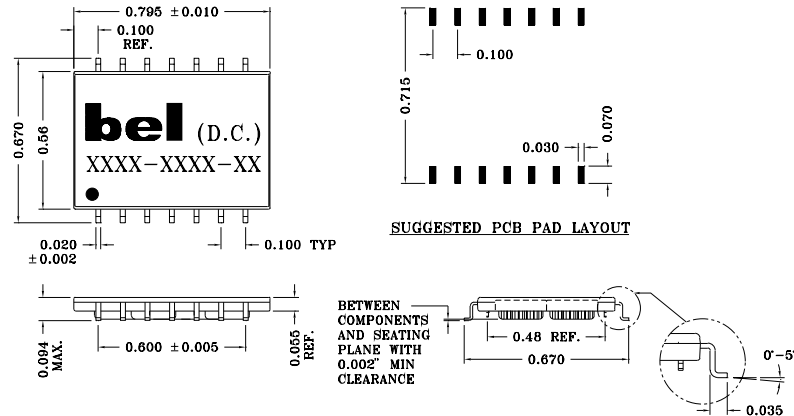 0.795 ±0.010
0.100
REF.
0.670
0.56
bel (D.C.)
XXXX-XXXX-XX
0.020
±0.002
0.100 TYP
0.100
0.715
0.070
0.030
SUGGESTED PCB PAD LAYOUT
0.094
MAX.
0.600 ±0.005
0.055
REF.
BETWEEN
COMPONENTS
AND SEATING
PLANE WITH
0.002" MIN
CLEARANCE
0.48 REF.
0.670
0°-5
0.035